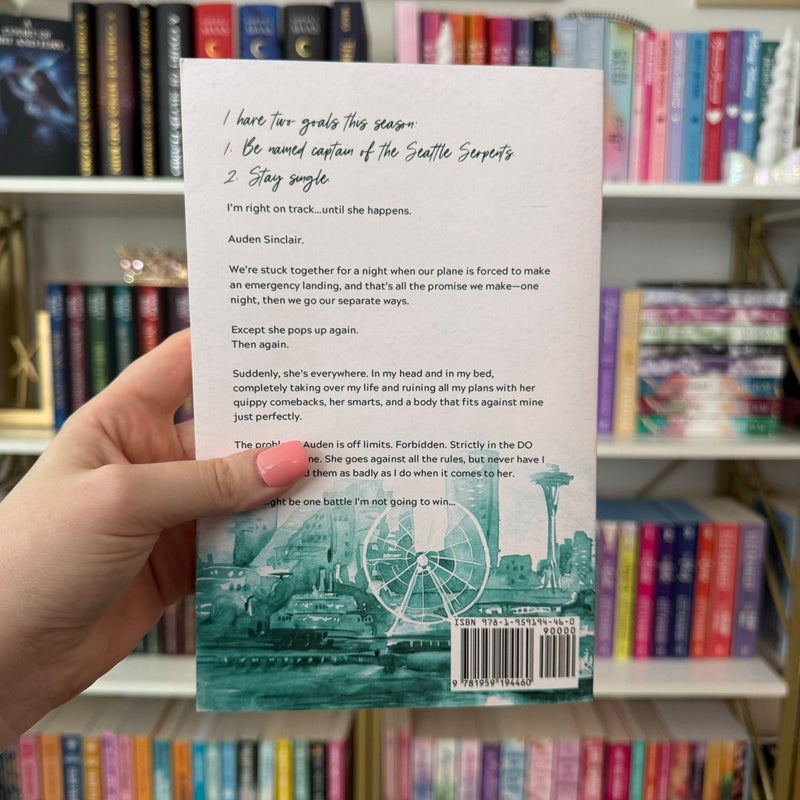 I have two goals this season:
1. Be named captain of the Seattle Serpents.
2. Stay single.
I'm right on track...until she happens.
Auden Sinclair.
We're stuck together for a night when our plane is forced to make
an emergency landing, and that's all the promise we make—one
night, then we go our separate ways.
Except she pops up again.
Then again.
Suddenly, she's everywhere. In my head and in my bed,
completely taking over my life and ruining all my plans with her
quippy comebacks, her smarts, and a body that fits against mine
just perfectly.
The Auden is off limits. Forbidden. Strictly in the DO
She goes against all the rules, but never have I
them as badly as I do when it comes to her.
be one battle I'm not going to win...
ISBN 978-1-959194-46-0
90000
9 781959 194460